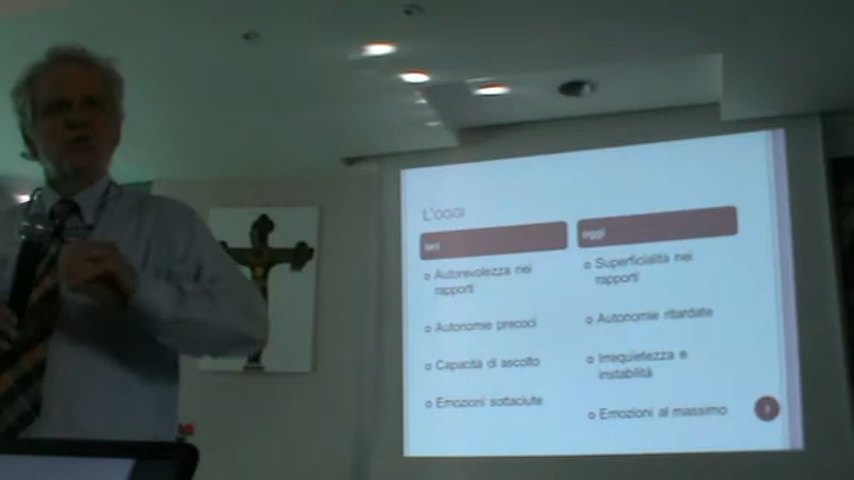 L'OGGI
ieri
oggi
Autorevolezza nei
rapporti
Autonomie precoci
Capacità di ascolto
Emozioni sottaciute
Superficialità nei
rapporti
Autonomie ritardate
Irrequietezza e
instabilità
Emozioni al massimo